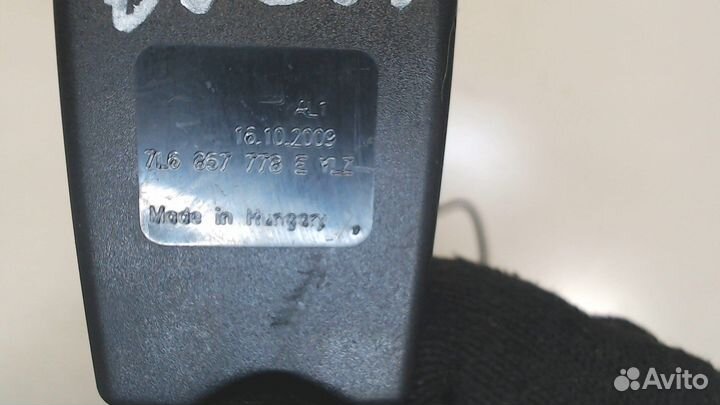 AL1
16.10.2009
7L6 857 778 E
Made in Hungary
Avito